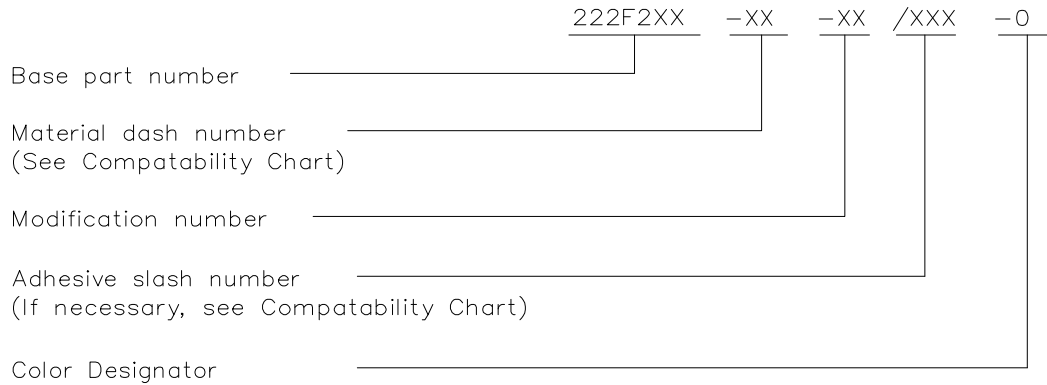 222F2XX -XX -XX /XXX -0
Base part number
Material dash number
(See Compatability Chart)
Modification number
Adhesive slash number
(If necessary, see Compatability Chart)
Color Designator